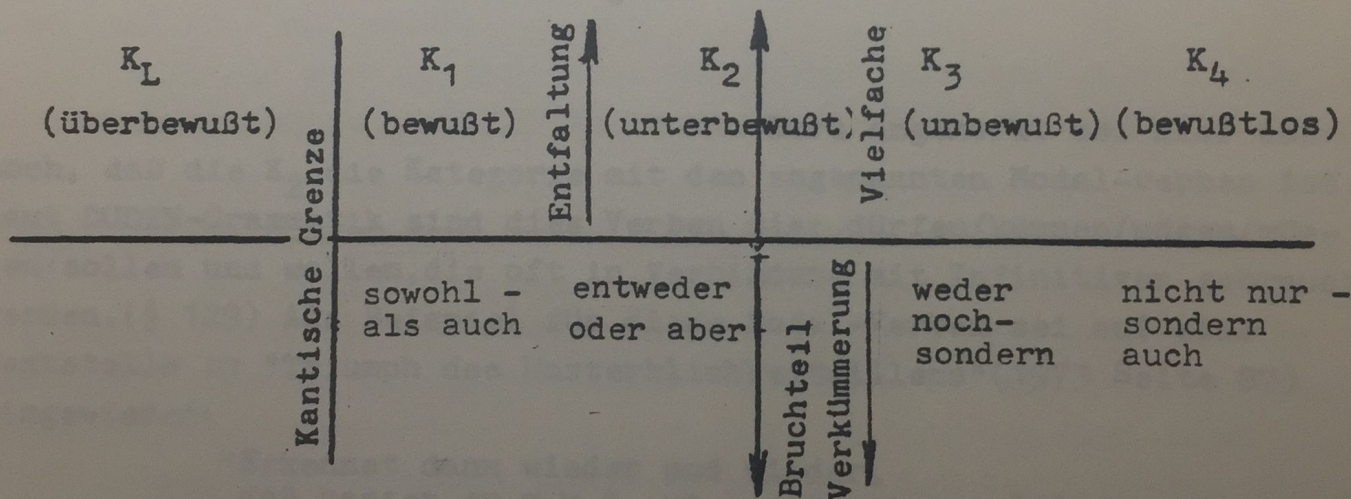 K_L
K_1
K_2
K_3
K_4
(überbewußt)
(bewußt)
(unterbewußt)
(unbewußt)
(bewußtlos)
Entfaltung
Vielfache
Kantische Grenze
sowohl -
als auch
entweder
oder aber
Bruchteil
Verkümmerung
weder
noch-
sondern
nicht nur -
sondern
auch